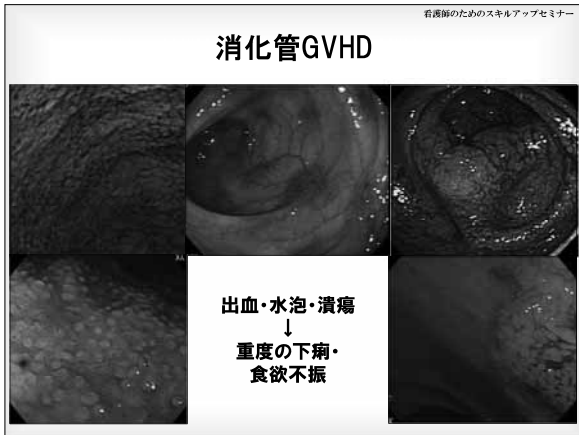 看護師のためのスキルアップセミナー
消化管GVHD
出血・水泡・潰瘍
↓
重度の下痢・
食欲不振